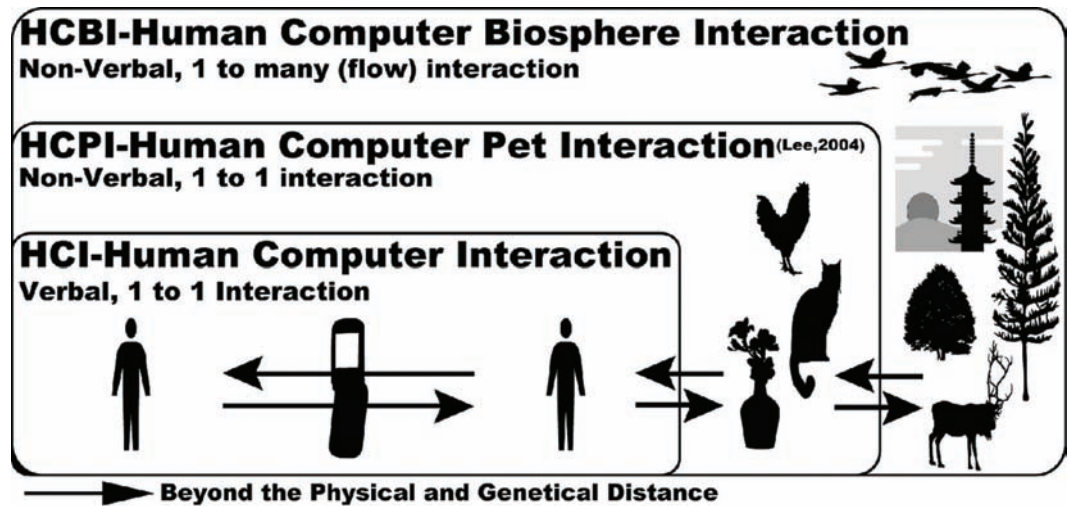 HCBI-Human Computer Biosphere Interaction
Non-Verbal, 1 to many (flow) interaction
HCPI-Human Computer Pet Interaction(Lee,2004)
Non-Verbal, 1 to 1 interaction
HCI-Human Computer Interaction
Verbal, 1 to 1 Interaction
Beyond the Physical and Genetical Distance